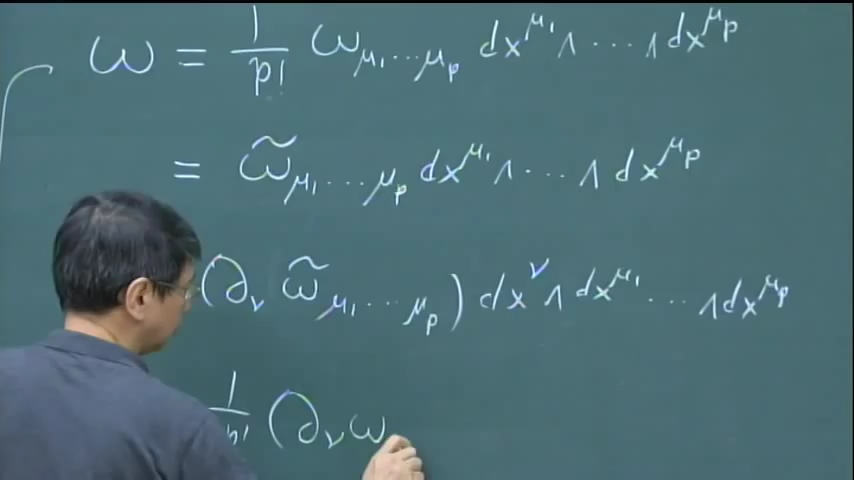 ω = 1/p! ω_{μ₁⋯μ_p} dx^{μ₁} ∧ ⋯ ∧ dx^{μ_p}
= ω̃_{μ₁⋯μ_p} dx^{μ₁} ∧ ⋯ ∧ dx^{μ_p}
(∂_ν ω̃_{μ₁⋯μ_p}) dx^ν ∧ dx^{μ₁} ⋯ ∧ dx^{μ_p}
1/p! (∂_ν ω